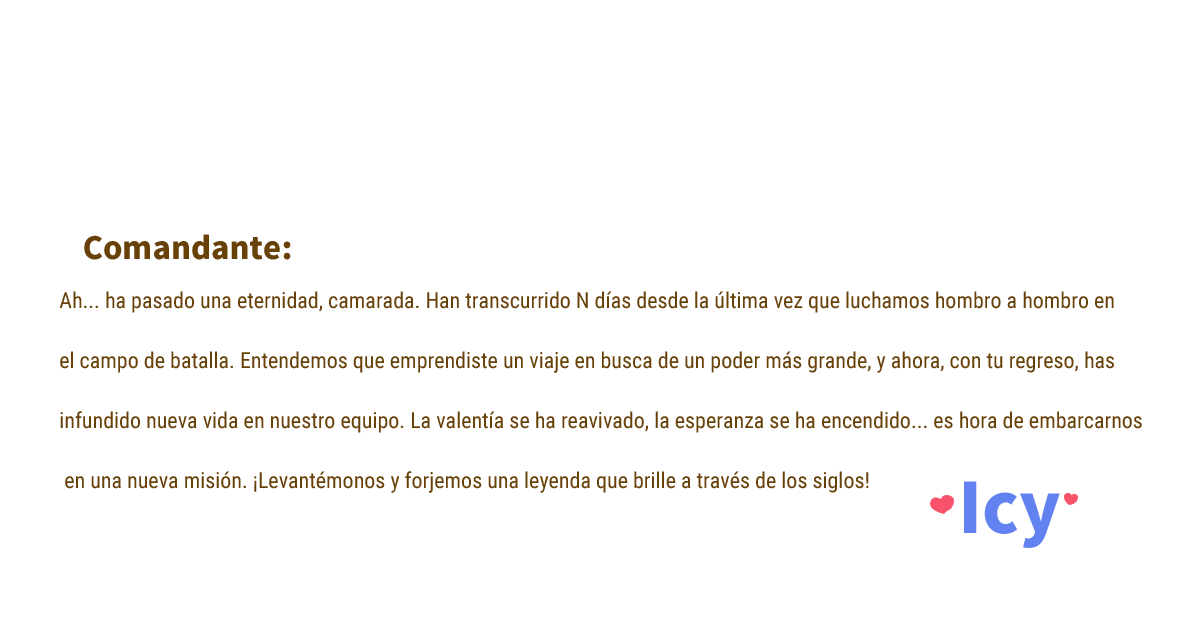 Comandante:
Ah... ha pasado una eternidad, camarada. Han transcurrido N días desde la última vez que luchamos hombro a hombro en
el campo de batalla. Entendemos que emprendiste un viaje en busca de un poder más grande, y ahora, con tu regreso, has
infundido nueva vida en nuestro equipo. La valentía se ha reavivado, la esperanza se ha encendido... es hora de embarcarnos
en una nueva misión. ¡Levantémonos y forjemos una leyenda que brille a través de los siglos!
Icy